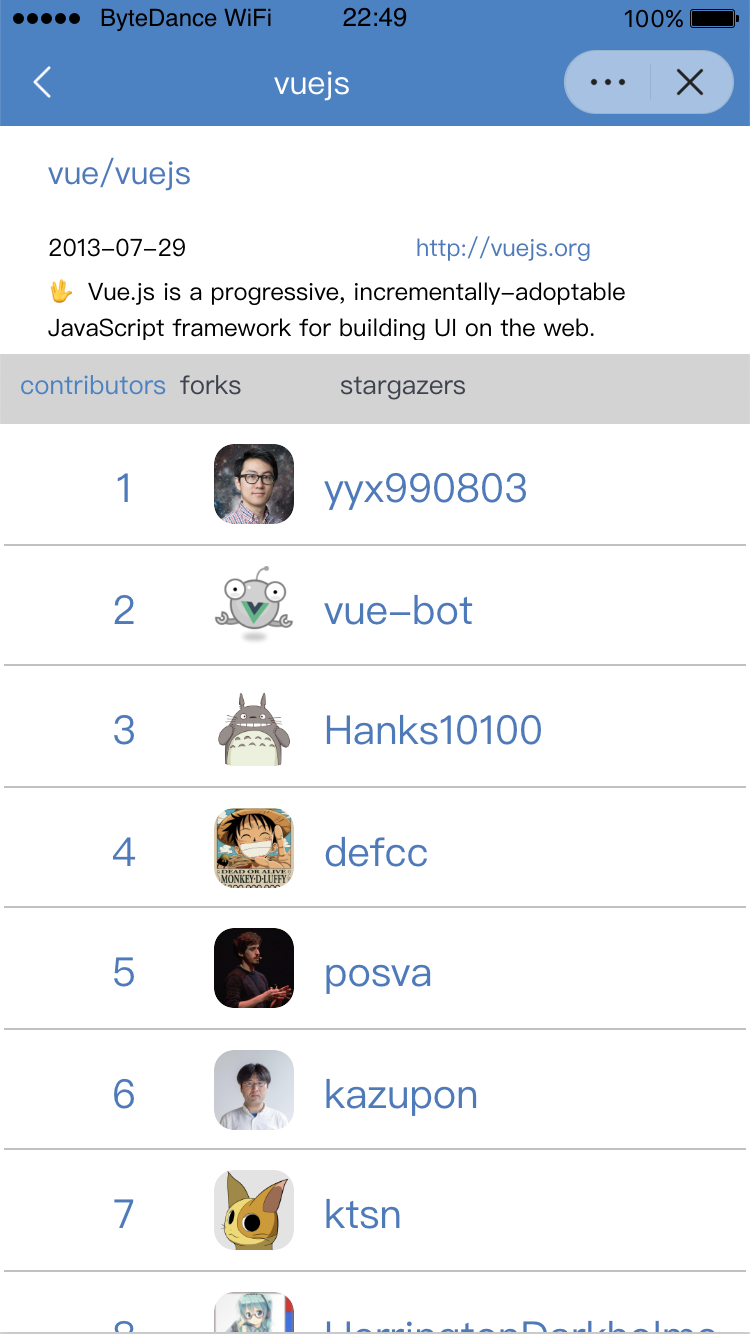 ByteDance WiFi 22:49 100%
vuejs
vue/vuejs
2013-07-29 http://vuejs.org
🖖 Vue.js is a progressive, incrementally-adoptable
JavaScript framework for building UI on the web.
contributors forks stargazers
1 yyx990803
2 vue-bot
3 Hanks10100
4 defcc
DEAD OR ALIVE
MONKEY·D·LUFFY
5 posva
6 kazupon
7 ktsn
8 HerringtonDarkholme